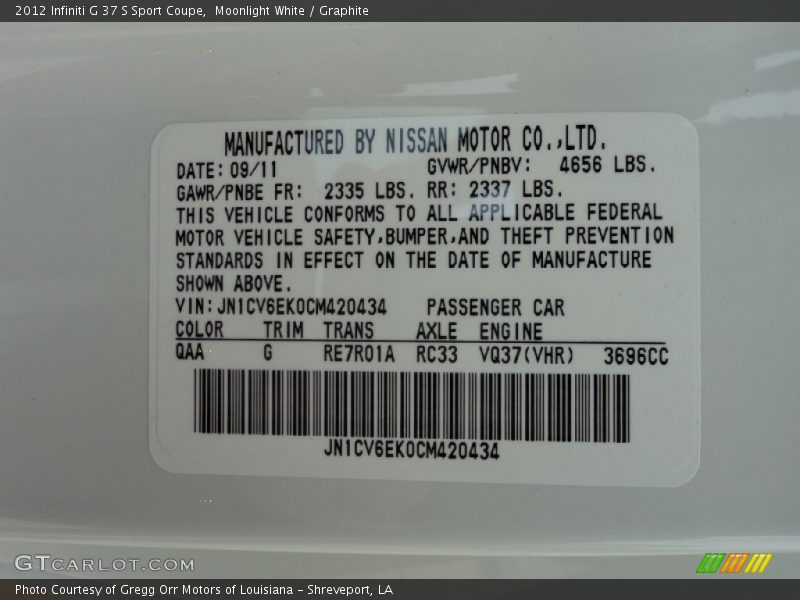 2012 Infiniti G 37 S Sport Coupe,  Moonlight White / Graphite
MANUFACTURED BY NISSAN MOTOR CO.,LTD.
DATE: 09/11 GVWR/PNBV: 4656 LBS.
GAWR/PNBE FR: 2335 LBS. RR: 2337 LBS.
THIS VEHICLE CONFORMS TO ALL APPLICABLE FEDERAL
MOTOR VEHICLE SAFETY,BUMPER,AND THEFT PREVENTION
STANDARDS IN EFFECT ON THE DATE OF MANUFACTURE
SHOWN ABOVE.
VIN: JN1CV6EK0CM420434 PASSENGER CAR
COLOR TRIM TRANS AXLE ENGINE
QAA G RE7R01A RC33 VQ37(VHR) 3696CC
JN1CV6EK0CM420434
GTCARLOT.COM
Photo Courtesy of Gregg Orr Motors of Louisiana – Shreveport, LA